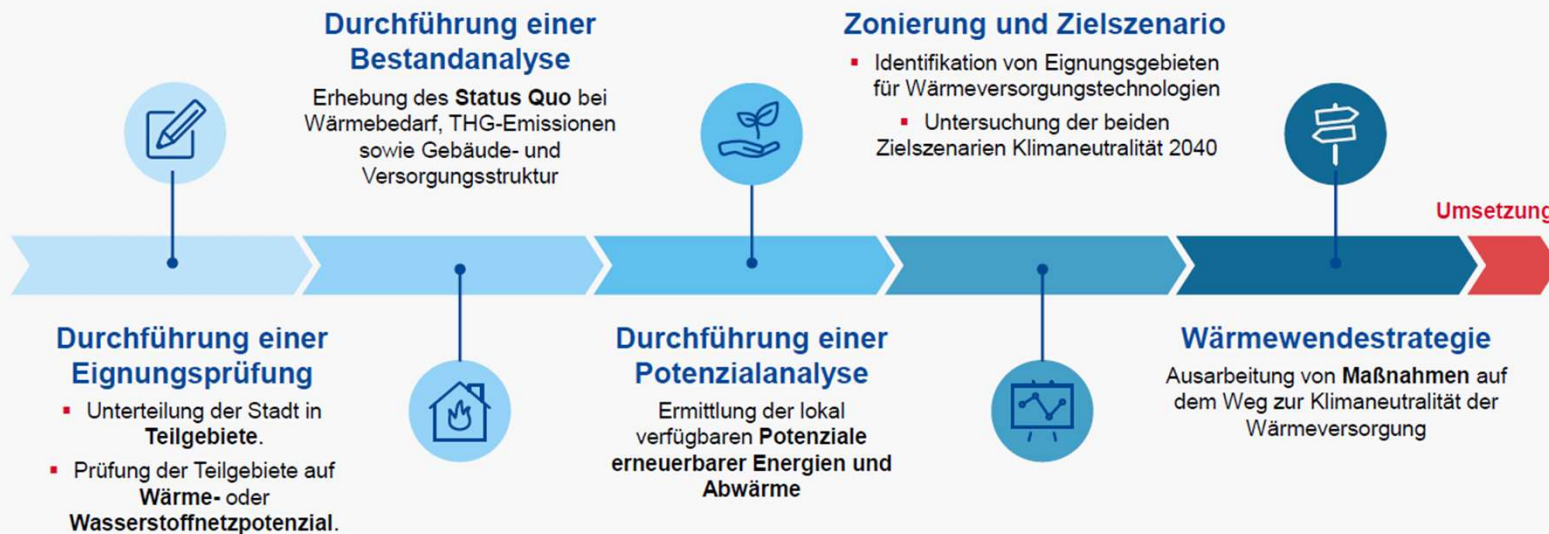 Durchführung einer
Bestandanalyse
Erhebung des Status Quo bei
Wärmebedarf, THG-Emissionen
sowie Gebäude- und
Versorgungsstruktur
Zonierung und Zielszenario
▪ Identifikation von Eignungsgebieten
für Wärmeversorgungstechnologien
▪ Untersuchung der beiden
Zielszenarien Klimaneutralität 2040
Umsetzung
Durchführung einer
Eignungsprüfung
▪ Unterteilung der Stadt in
Teilgebiete.
▪ Prüfung der Teilgebiete auf
Wärme- oder
Wasserstoffnetzpotenzial.
Durchführung einer
Potenzialanalyse
Ermittlung der lokal
verfügbaren Potenziale
erneuerbarer Energien und
Abwärme
Wärmewendestrategie
Ausarbeitung von Maßnahmen auf
dem Weg zur Klimaneutralität der
Wärmeversorgung